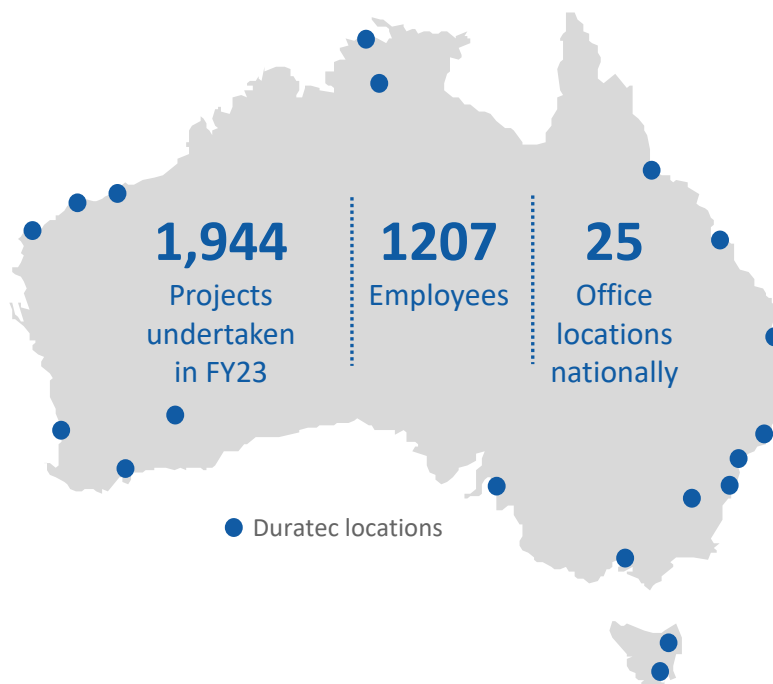 1,944
Projects
undertaken
in FY23
1207
Employees
25
Office
locations
nationally
Duratec locations